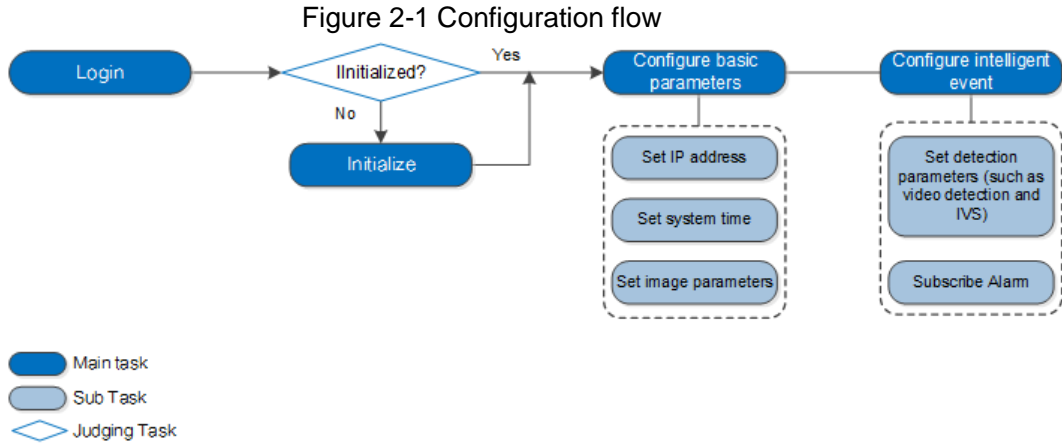 Figure 2-1 Configuration flow
Login
IInitialized?
Yes
No
Initialize
Configure basic
parameters
Set IP address
Set system time
Set image parameters
Configure intelligent
event
Set detection
parameters (such as
video detection and
IVS)
Subscribe Alarm
Main task
Sub Task
Judging Task